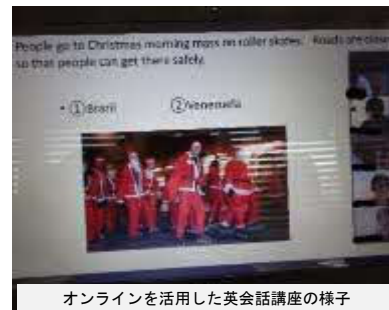 People go to Christmas morning mass on roller skates. Roads are
so that people can get there safely.
• ①Brazil ②Venezuela
オンラインを活用した英会話講座の様子